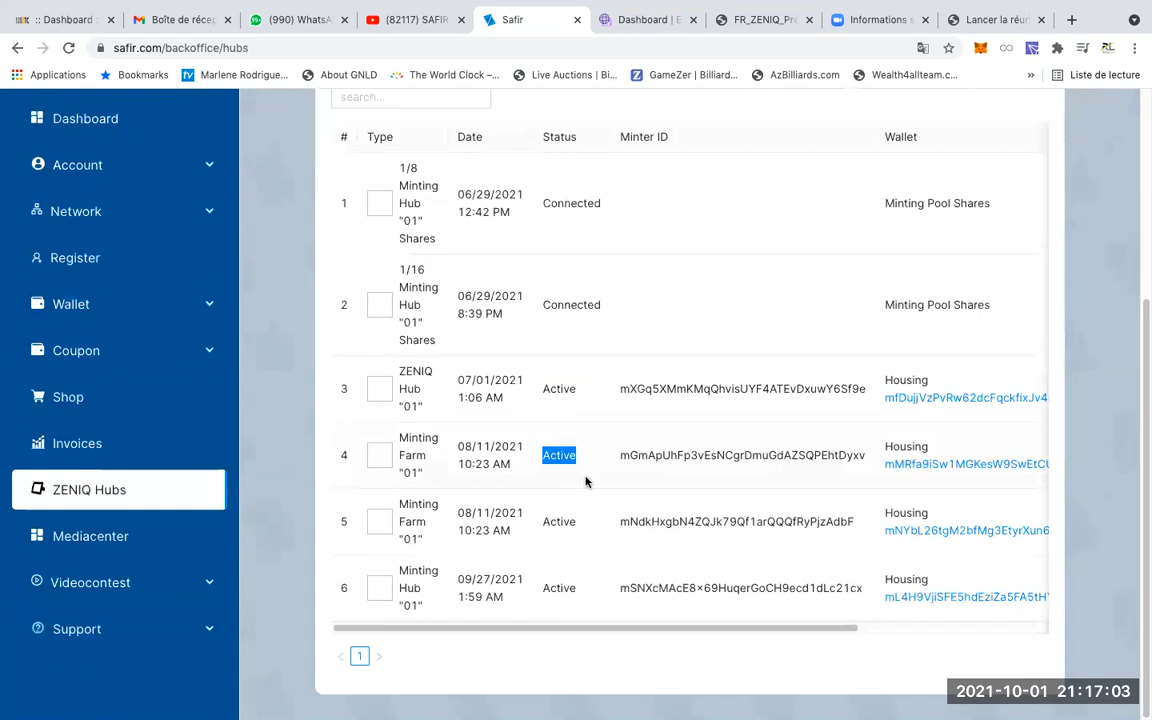 :: Dashboard :
Boîte de récep
(990) WhatsA
(82117) SAFIR
Safir
Dashboard | E
FR_ZENIQ_Pre
Informations s
Lancer la réun
safir.com/backoffice/hubs
Applications
Bookmarks
Marlene Rodrigue...
About GNLD
The World Clock —...
Live Auctions | Bi...
GameZer | Billiard...
AzBilliards.com
Wealth4allteam.c...
»
Liste de lecture
Dashboard
Account
Network
Register
Wallet
Coupon
Shop
Invoices
ZENIQ Hubs
Mediacenter
Videocontest
Support
search...
# Type Date Status Minter ID Wallet
1
1/8
Minting
Hub
"01"
Shares
06/29/2021
12:42 PM
Connected
Minting Pool Shares
2
1/16
Minting
Hub
"01"
Shares
06/29/2021
8:39 PM
Connected
Minting Pool Shares
3
ZENIQ
Hub
"01"
07/01/2021
1:06 AM
Active
mXGq5XMmKMqQhvisUYF4ATEvDxuwY6Sf9e
Housing
mfDujjVzPvRw62dcFqckfixJv4
4
Minting
Farm
"01"
08/11/2021
10:23 AM
Active
mGmApUhFp3vEsNCgrDmuGdAZSQPEhtDyxv
Housing
mMRfa9iSw1MGKesW9SwEtCU
5
Minting
Farm
"01"
08/11/2021
10:23 AM
Active
mNdkHxgbN4ZQJk79Qf1arQQQfRyPjzAdbF
Housing
mNYbL26tgM2bfMg3EtyrXun6
6
Minting
Hub
"01"
09/27/2021
1:59 AM
Active
mSNXcMAcE8x69HuqerGoCH9ecd1dLc21cx
Housing
mL4H9VjiSFE5hdEziZa5FA5tH
< 1 >
2021-10-01 21:17:03